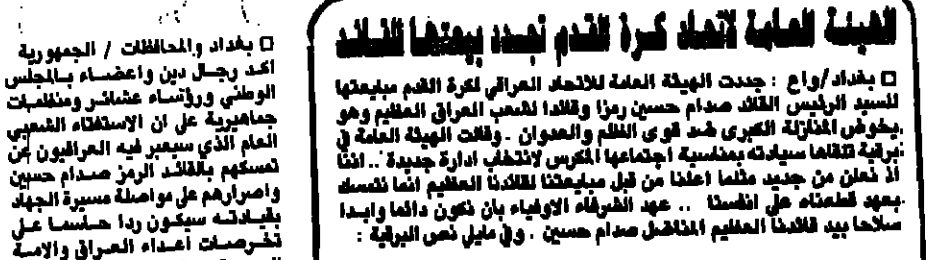 الهيئة العامة لاتحاد كرة القدم تجدد بيعتها للقائد
□ بغداد/واع : جددت الهيئة العامة للاتحاد العراقي لكرة القدم مبايعتها
للسيد الرئيس القائد صدام حسين رمزا وقائدا لشعب العراق العظيم وهو
يخوض المنازلة الكبرى ضد قوى الظلم والعدوان . وقالت الهيئة العامة في
برقية تلقاها سيادته بمناسبة اجتماعها المكرس لانتخاب ادارة جديدة .. اننا
اذ نعلن من جديد مثلما اعلنا من قبل مبايعتنا لقائدنا العظيم انما نتمسك
بعهد قطعناه على انفسنا .. عهد الشرفاء الاوفياء بان نكون دائما وابدا
سلاحا بيد قائدنا العظيم المناضل صدام حسين . وفي مايلي نص البرقية :
□ بغداد والمحافظات / الجمهورية
اكد رجال دين واعضاء بالمجلس
الوطني ورؤساء عشائر ومنظمات
جماهيرية على ان الاستفتاء الشعبي
العام الذي سيعبر فيه العراقيون عن
تمسكهم بالقائد الرمز صدام حسين
واصرارهم على مواصلة مسيرة الجهاد
بقيادته سيكون ردا حاسما على
تخرصات اعداء العراق والامة